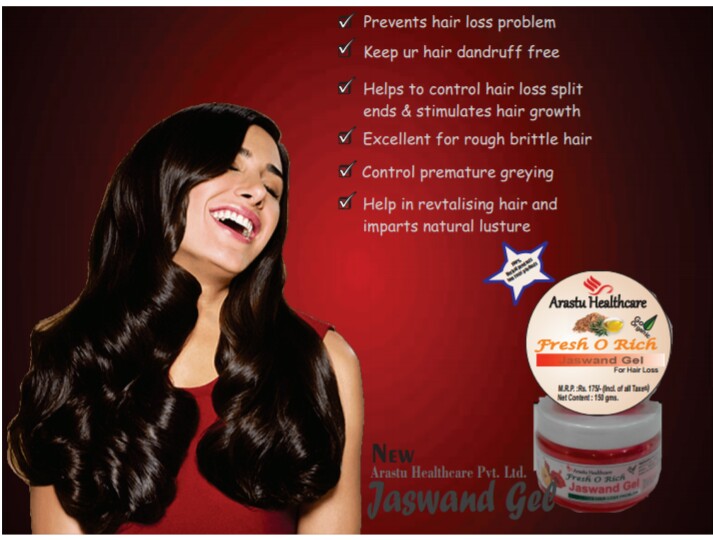 Prevents hair loss problem
Keep ur hair dandruff free
Helps to control hair loss split
ends & stimulates hair growth
Excellent for rough brittle hair
Control premature greying
Help in revtalising hair and
imparts natural lusture
Arastu Healthcare
Fresh O Rich
Jaswand Gel
For Hair Loss
M.R.P. :Rs. 175/-(Incl. of all Taxes)
Net Content : 150 gms.
Arastu Healthcare
Fresh O Rich
Jaswand Gel
New
Arastu Healthcare Pvt. Ltd.
Jaswand Gel